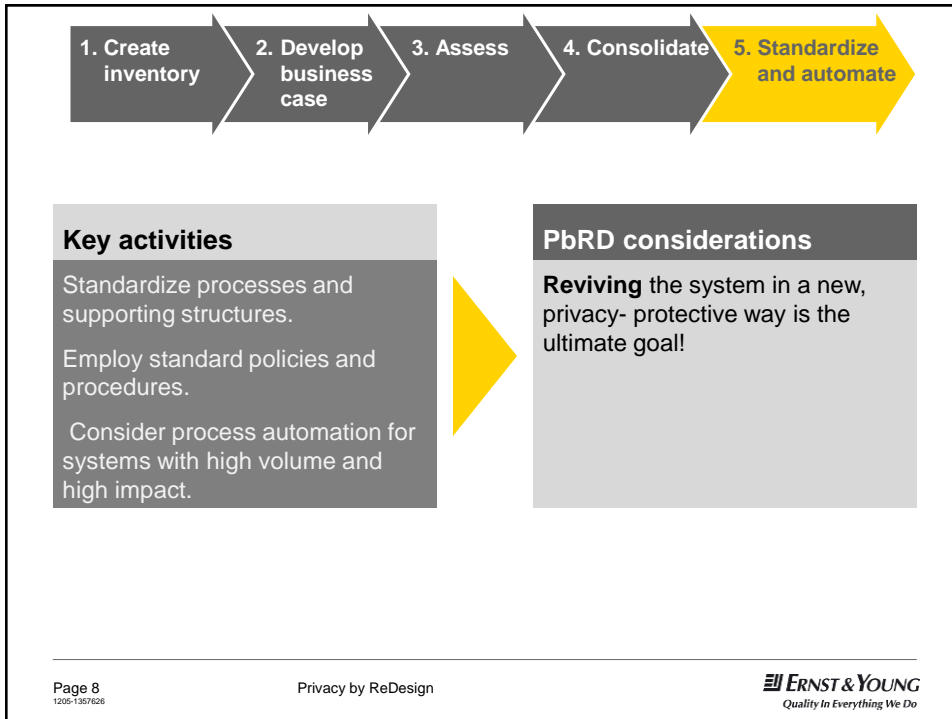 1. Create
inventory
2. Develop
business
case
3. Assess
4. Consolidate
5. Standardize
and automate
Key activities
Standardize processes and
supporting structures.
Employ standard policies and
procedures.
Consider process automation for
systems with high volume and
high impact.
PbRD considerations
Reviving the system in a new,
privacy- protective way is the
ultimate goal!
Page 8
1205-1357626
Privacy by ReDesign
ERNST & YOUNG
Quality In Everything We Do